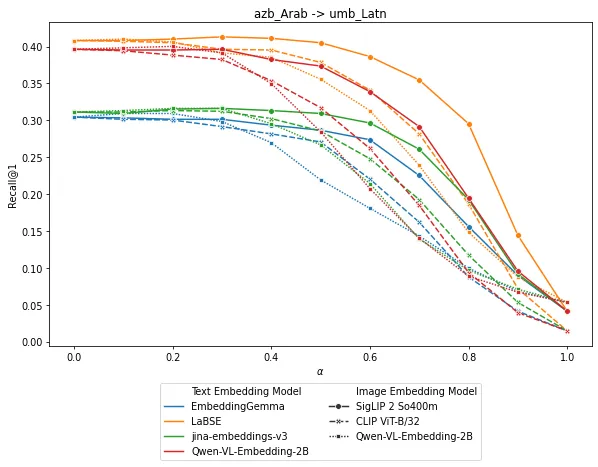 azb_Arab -> umb_Latn
0.40
0.35
0.30
0.25
0.20
0.15
0.10
0.05
0.00
Recall@1
0.0 0.2 0.4 0.6 0.8 1.0
α
Text Embedding Model Image Embedding Model
EmbeddingGemma SigLIP 2 So400m
LaBSE CLIP ViT-B/32
jina-embeddings-v3 Qwen-VL-Embedding-2B
Qwen-VL-Embedding-2B